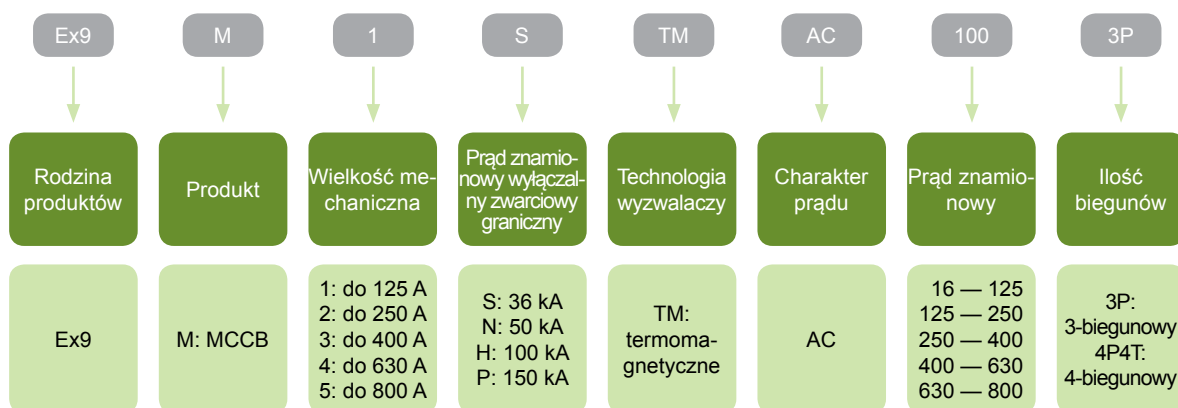 Ex9
M
1
S
TM
AC
100
3P
Rodzina
produktów
Produkt
Wielkość me-
chaniczna
Prąd znamio-
nowy wyłączal-
ny zwarciowy
graniczny
Technologia
wyzwalaczy
Charakter
prądu
Prąd znamio-
nowy
Ilość
biegunów
Ex9
M: MCCB
1: do 125 A
2: do 250 A
3: do 400 A
4: do 630 A
5: do 800 A
S: 36 kA
N: 50 kA
H: 100 kA
P: 150 kA
TM:
termoma-
gnetyczne
AC
16 — 125
125 — 250
250 — 400
400 — 630
630 — 800
3P:
3-biegunowy
4P4T:
4-biegunowy